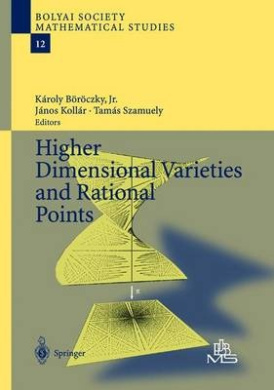 BOLYAI SOCIETY
MATHEMATICAL STUDIES
12
Károly Böröczky, Jr.
János Kollár · Tamás Szamuely
Editors
Higher
Dimensional Varieties
and Rational
Points
Springer
MS